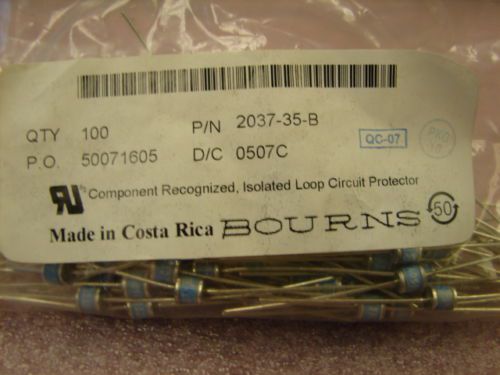 QTY 100 P/N 2037-35-B
P.O. 50071605 D/C 0507C
QC-07
PKG
Component Recognized, Isolated Loop Circuit Protector
Made in Costa Rica BOURNS 50